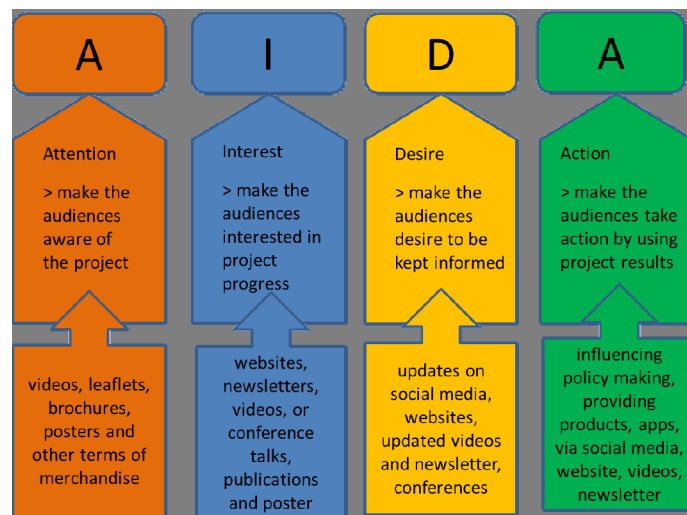 A
Attention
> make the
audiences
aware of
the project
videos, leaflets,
brochures,
posters and
other terms of
merchandise
I
Interest
> make the
audiences
interested in
project
progress
websites,
newsletters,
videos, or
conference
talks,
publications
and poster
D
Desire
> make the
audiences
desire to be
kept informed
updates on
social media,
websites,
updated videos
and newsletter,
conferences
A
Action
> make the
audiences take
action by using
project results
influencing
policy making,
providing
products, apps,
via social media,
website, videos,
newsletter